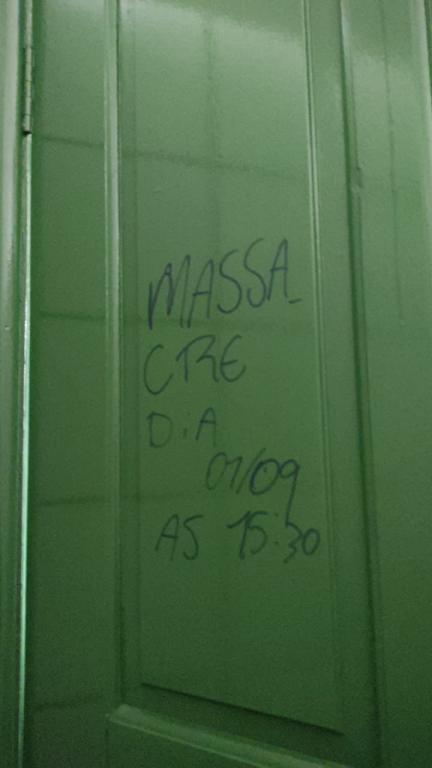 MASSA_
CRE
DiA
01/09
AS 15:30